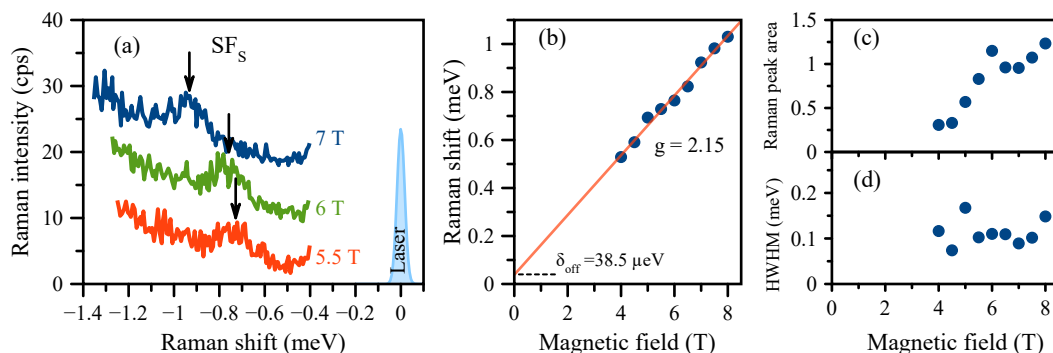 (a)
SF_S
7 T
6 T
5.5 T
Laser
Raman intensity (cps)
40
30
20
10
0
−1.4 −1.2 −1 −0.8 −0.6 −0.4 −0.2 0
Raman shift (meV)
(b)
g = 2.15
δ_off =38.5 µeV
Raman shift (meV)
1
0.8
0.6
0.4
0.2
0
0 2 4 6 8
Magnetic field (T)
(c)
Raman peak area
1.5
1
0.5
0
(d)
HWHM (meV)
0.2
0.1
0
0 2 4 6 8
Magnetic field (T)